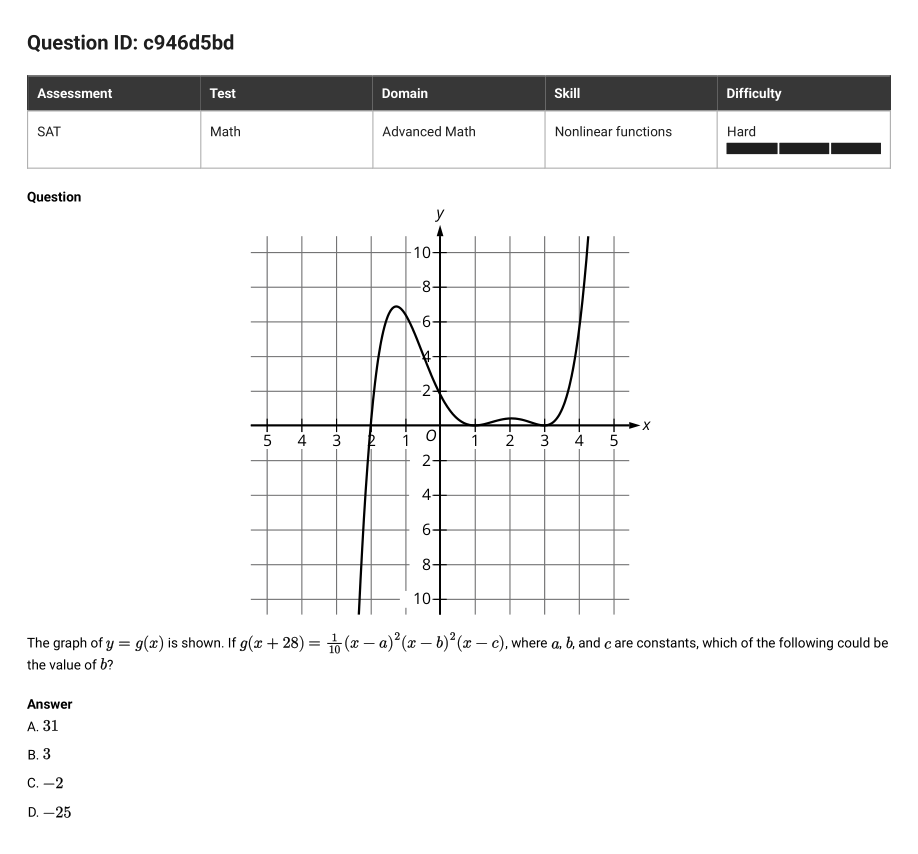 Question ID: c946d5bd
Assessment Test Domain Skill Difficulty
SAT Math Advanced Math Nonlinear functions Hard
Question
y
10
8
6
4
2
5 4 3 2 1 O 1 2 3 4 5 x
2
4
6
8
10
The graph of y = g(x) is shown. If g(x + 28) = 1/10 (x − a)²(x − b)²(x − c), where a, b, and c are constants, which of the following could be
the value of b?
Answer
A. 31
B. 3
C. −2
D. −25